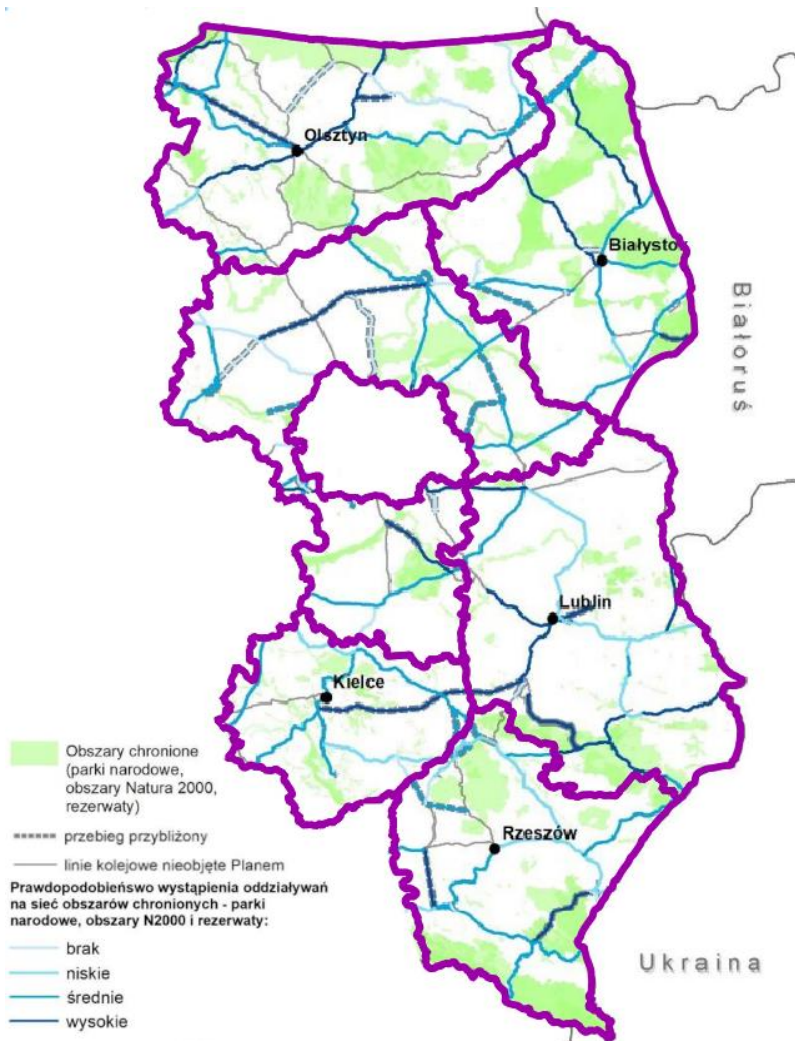 Olsztyn
Białystok
Białoruś
Lublin
Kielce
Rzeszów
Ukraina
Obszary chronione
(parki narodowe,
obszary Natura 2000,
rezerwaty)
przebieg przybliżony
linie kolejowe nieobjęte Planem
Prawdopodobieńswo wystąpienia oddziaływań
na sieć obszarów chronionych - parki
narodowe, obszary N2000 i rezerwaty:
brak
niskie
średnie
wysokie